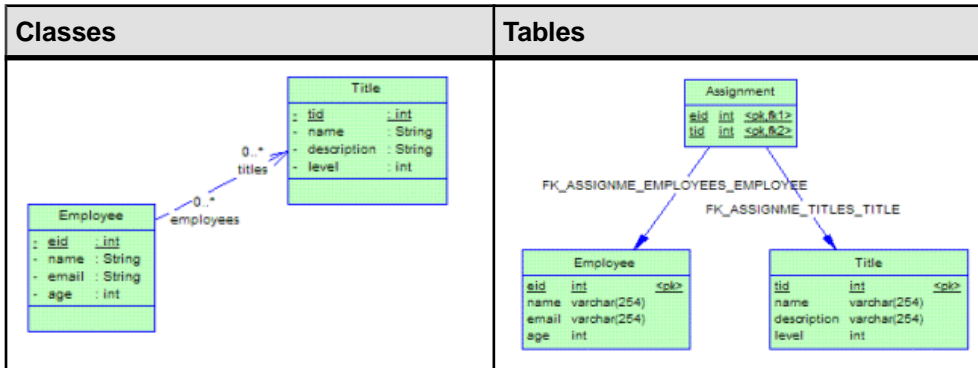 Classes
Tables
Title
- tid : int
- name : String
- description : String
- level : int
0..*
titles
0..*
employees
Employee
- eid : int
- name : String
- email : String
- age : int
Assignment
eid int <pk,fk1>
tid int <pk,fk2>
FK_ASSIGNME_EMPLOYEES_EMPLOYEE
FK_ASSIGNME_TITLES_TITLE
Employee
eid int <pk>
name varchar(254)
email varchar(254)
age int
Title
tid int <pk>
name varchar(254)
description varchar(254)
level int